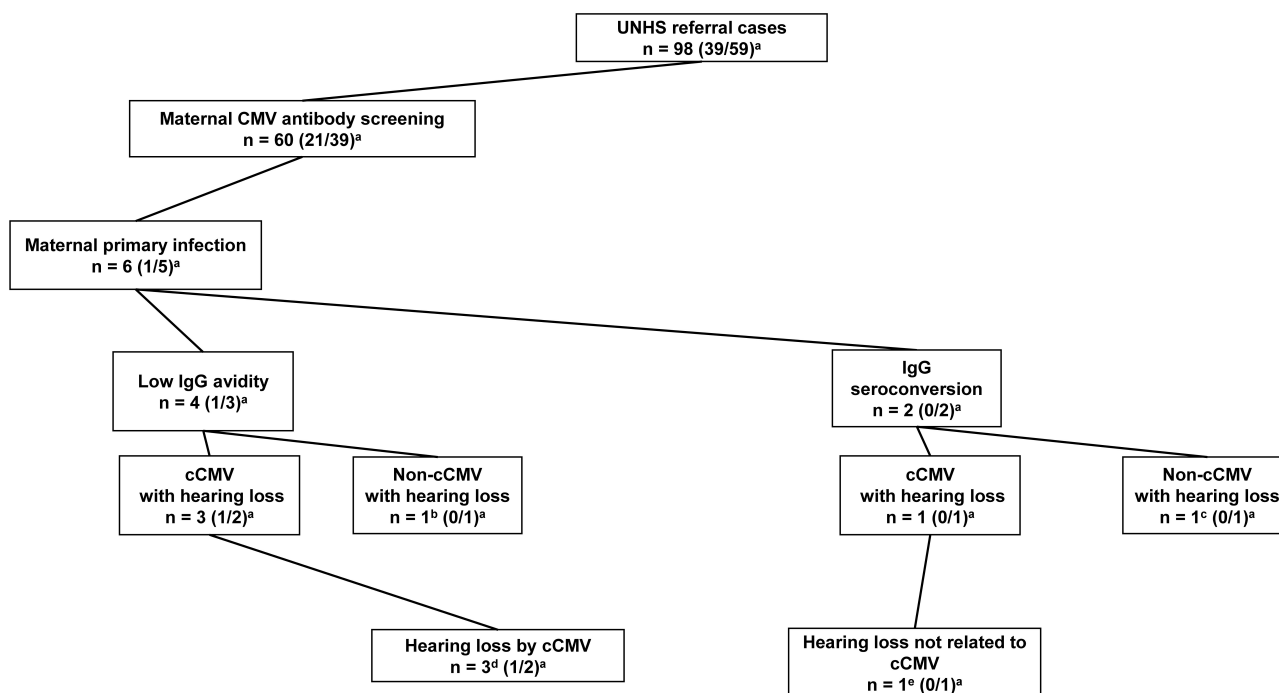 UNHS referral cases
n = 98 (39/59)ᵃ
Maternal CMV antibody screening
n = 60 (21/39)ᵃ
Maternal primary infection
n = 6 (1/5)ᵃ
Low IgG avidity
n = 4 (1/3)ᵃ
IgG
seroconversion
n = 2 (0/2)ᵃ
cCMV
with hearing loss
n = 3 (1/2)ᵃ
Non-cCMV
with hearing loss
n = 1ᵇ (0/1)ᵃ
cCMV
with hearing loss
n = 1 (0/1)ᵃ
Non-cCMV
with hearing loss
n = 1ᶜ (0/1)ᵃ
Hearing loss by cCMV
n = 3ᵈ (1/2)ᵃ
Hearing loss not related to
cCMV
n = 1ᵉ (0/1)ᵃ